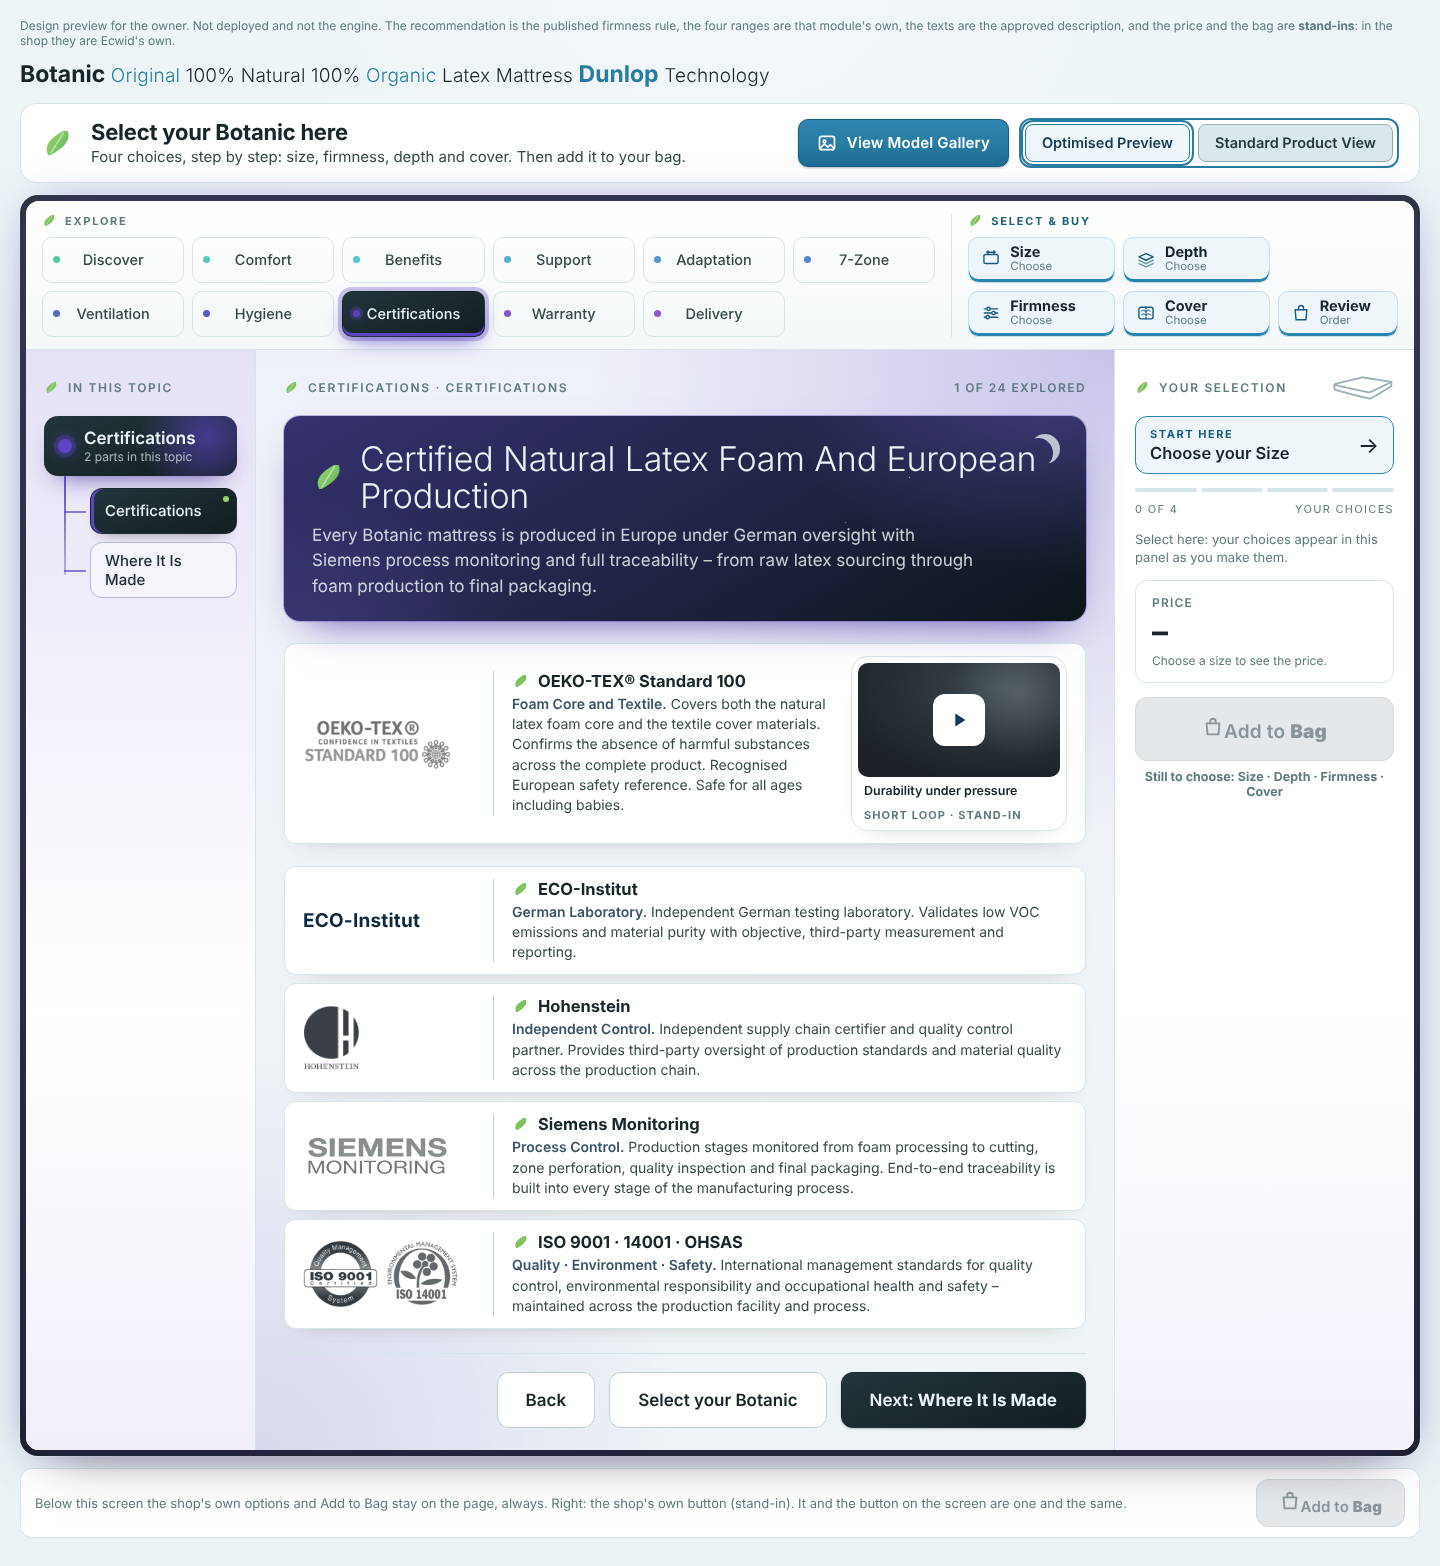 Design preview for the owner. Not deployed and not the engine. The recommendation is the published firmness rule, the four ranges are that module's own, the texts are the approved description, and the price and the bag are stand-ins: in the
shop they are Ecwid's own.
Botanic Original 100% Natural 100% Organic Latex Mattress Dunlop Technology
Select your Botanic here
Four choices, step by step: size, firmness, depth and cover. Then add it to your bag.
View Model Gallery
Optimised Preview
Standard Product View
EXPLORE
Discover
Comfort
Benefits
Support
Adaptation
7-Zone
Ventilation
Hygiene
Certifications
Warranty
Delivery
SELECT & BUY
Size
Choose
Depth
Choose
Firmness
Choose
Cover
Choose
Review
Order
IN THIS TOPIC
Certifications
2 parts in this topic
Certifications
Where It Is
Made
CERTIFICATIONS · CERTIFICATIONS
1 OF 24 EXPLORED
Certified Natural Latex Foam And European
Production
Every Botanic mattress is produced in Europe under German oversight with
Siemens process monitoring and full traceability – from raw latex sourcing through
foam production to final packaging.
OEKO-TEX®
CONFIDENCE IN TEXTILES
STANDARD 100
OEKO-TEX® Standard 100
Foam Core and Textile. Covers both the natural
latex foam core and the textile cover materials.
Confirms the absence of harmful substances
across the complete product. Recognised
European safety reference. Safe for all ages
including babies.
Durability under pressure
SHORT LOOP · STAND-IN
ECO-Institut
ECO-Institut
German Laboratory. Independent German testing laboratory. Validates low VOC
emissions and material purity with objective, third-party measurement and
reporting.
HOHENSTEIN
Hohenstein
Independent Control. Independent supply chain certifier and quality control
partner. Provides third-party oversight of production standards and material quality
across the production chain.
SIEMENS
MONITORING
Siemens Monitoring
Process Control. Production stages monitored from foam processing to cutting,
zone perforation, quality inspection and final packaging. End-to-end traceability is
built into every stage of the manufacturing process.
Quality Management
ISO 9001
Certified
System
ENVIRONMENTAL MANAGEMENT SYSTEM
ISO 14001
ISO 9001 · 14001 · OHSAS
Quality · Environment · Safety. International management standards for quality
control, environmental responsibility and occupational health and safety –
maintained across the production facility and process.
Back
Select your Botanic
Next: Where It Is Made
YOUR SELECTION
START HERE
Choose your Size
0 OF 4
YOUR CHOICES
Select here: your choices appear in this
panel as you make them.
PRICE
–
Choose a size to see the price.
Add to Bag
Still to choose: Size · Depth · Firmness ·
Cover
Below this screen the shop's own options and Add to Bag stay on the page, always. Right: the shop's own button (stand-in). It and the button on the screen are one and the same.
Add to Bag